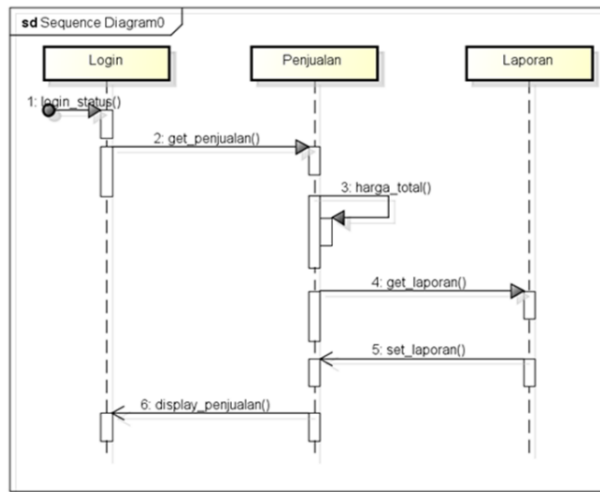 sd Sequence Diagram0
Login
Penjualan
Laporan
1: login_status()
2: get_penjualan()
3: harga_total()
4: get_laporan()
5: set_laporan()
6: display_penjualan()